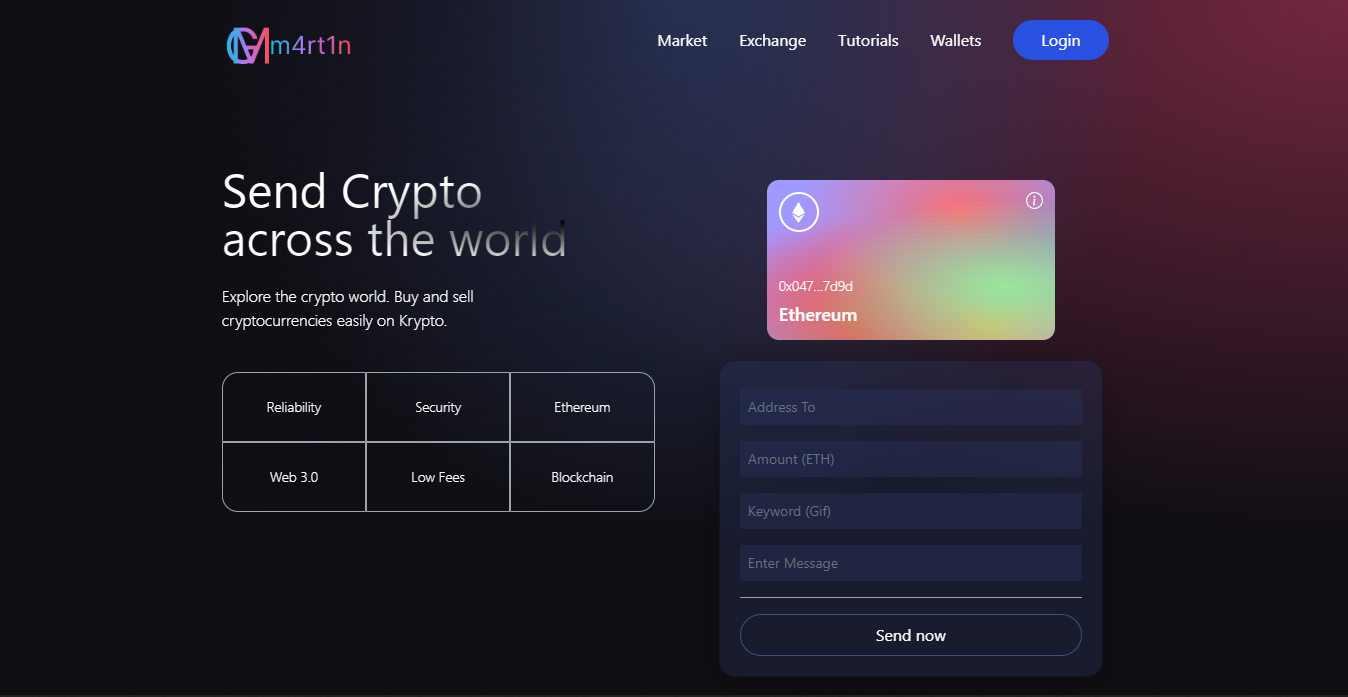 m4rt1n
Market
Exchange
Tutorials
Wallets
Login
Send Crypto
across the world
Explore the crypto world. Buy and sell
cryptocurrencies easily on Krypto.
Reliability
Security
Ethereum
Web 3.0
Low Fees
Blockchain
0x047...7d9d
Ethereum
Address To
Amount (ETH)
Keyword (Gif)
Enter Message
Send now